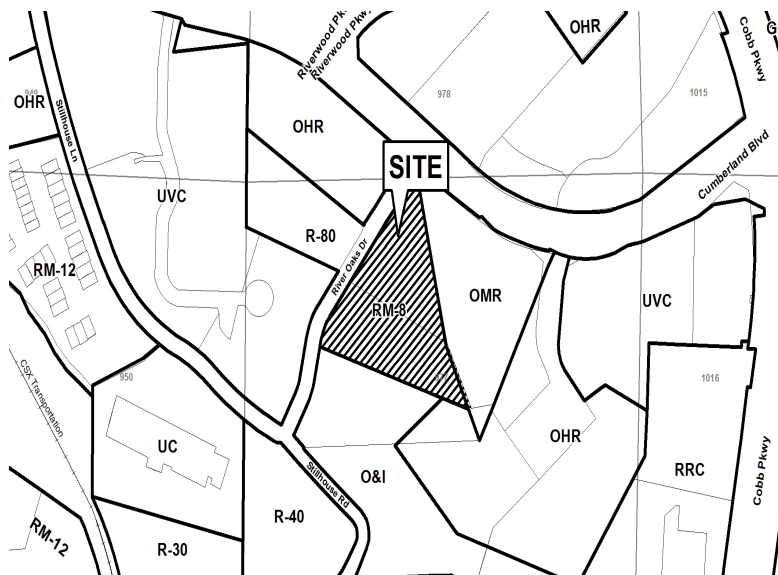 Riverwood Pkwy
Riverwood Pkwy
OHR
Cobb Pkwy
G
OHR
949
Stillhouse Ln
978
1015
OHR
SITE
Cumberland Blvd
UVC
R-80
River Oaks Dr
RM-12
RM-8
OMR
UVC
CSX Transportation
950
1016
UC
OHR
O&I
RRC
Cobb Pkwy
Stillhouse Rd
R-40
RM-12
R-30